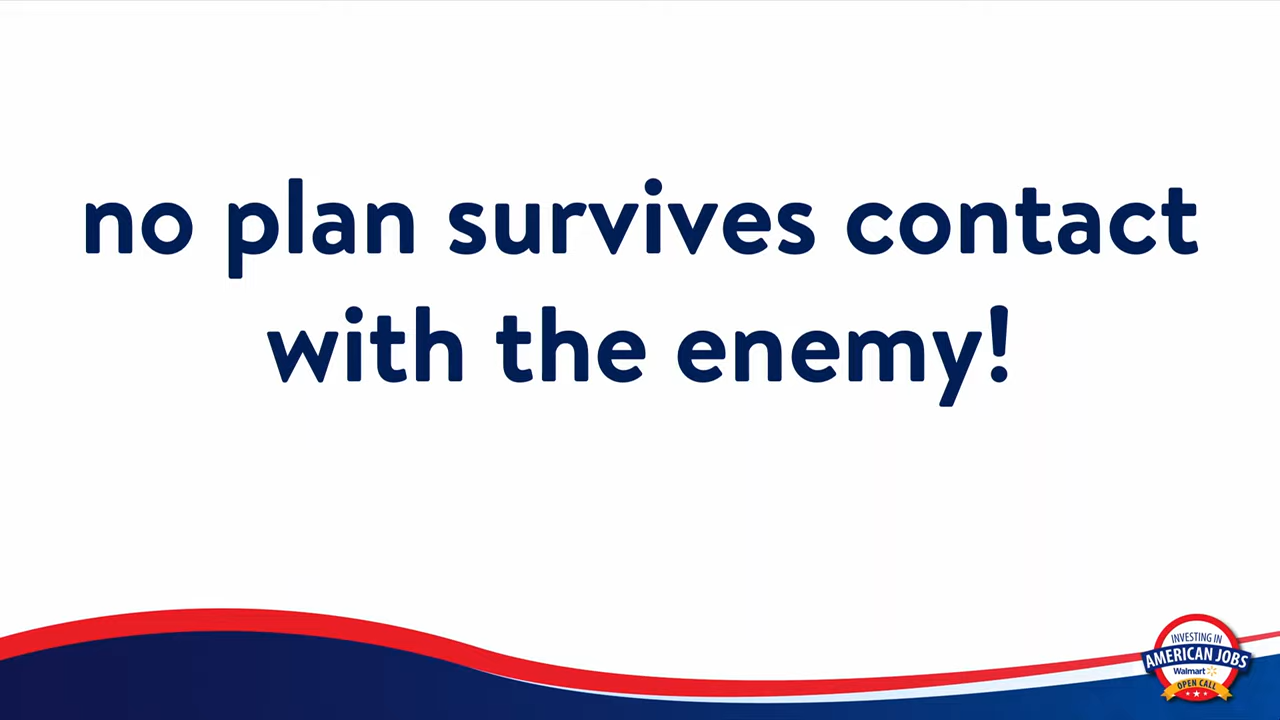 no plan survives contact
with the enemy!
INVESTING IN
AMERICAN JOBS
Walmart
OPEN CALL